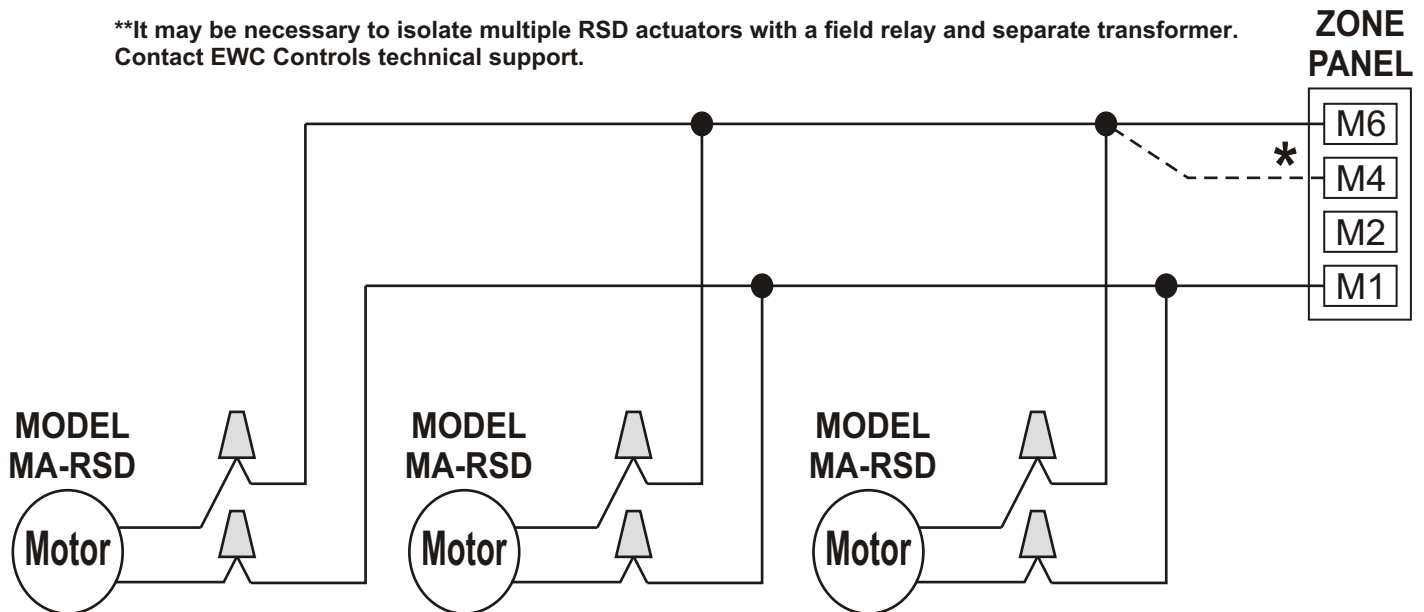 **It may be necessary to isolate multiple RSD actuators with a field relay and separate transformer.
Contact EWC Controls technical support.
ZONE
PANEL
M6
*
M4
M2
M1
MODEL
MA-RSD
Motor
MODEL
MA-RSD
Motor
MODEL
MA-RSD
Motor